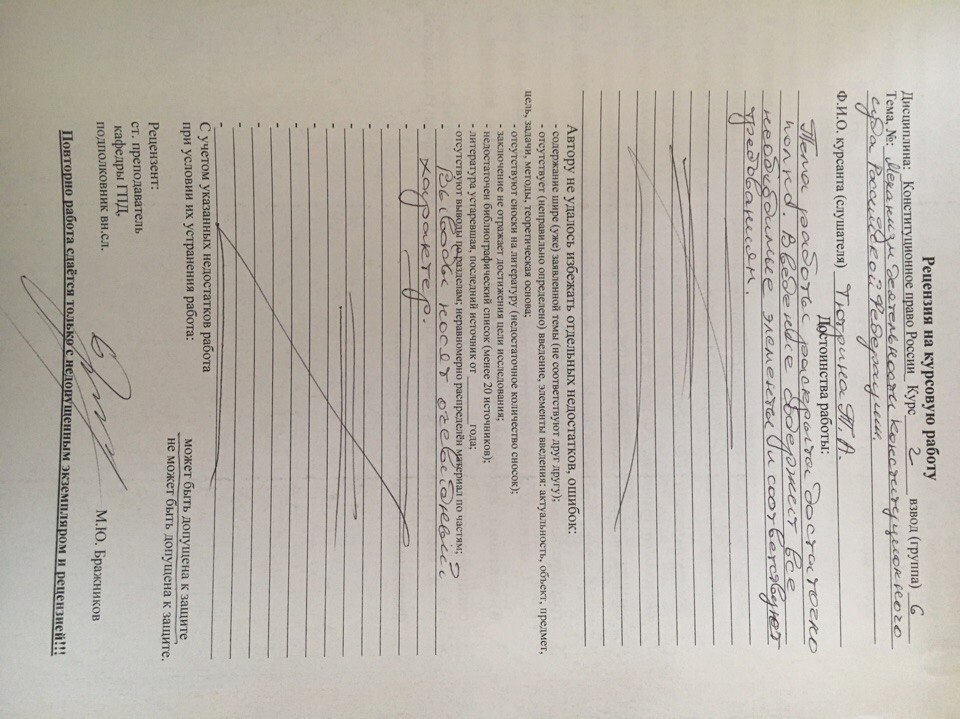 Рецензия на курсовую работу
Дисциплина: Конституционное право России Курс 2 взвод (группа) 6
Тема №: Механизм деятельности конституционного
суда Российской Федерации.
Ф.И.О. курсанта (слушателя) Т.А.
Достоинства работы:
Тема работы раскрыта достаточно
полно. Введение содержит все
необходимые элементы и соответствует
требованиям.
Автору не удалось избежать отдельных недостатков, ошибок:
- содержание шире (уже) заявленной темы (не соответствуют друг другу);
- отсутствует (неправильно определено) введение, элементы введения: актуальность, объект, предмет,
цель, задачи, методы, теоретическая основа;
- отсутствуют сноски на литературу (недостаточное количество сносок);
- заключение не отражает достижения цели исследования;
- недостаточен библиографический список (менее 20 источников);
- литература устаревшая, последний источник от ______ года;
- отсутствуют выводы по разделам; неравномерно распределён материал по частям;
- Выводы носят очевидный
- характер.
С учетом указанных недостатков работа
при условии их устранения работа:
может быть допущена к защите
не может быть допущена к защите.
Рецензент:
ст. преподаватель
кафедры ГПД,
подполковник вн.сл. М.Ю. Бражников
Повторно работа сдаётся только с недопущенным экземпляром и рецензией!!!